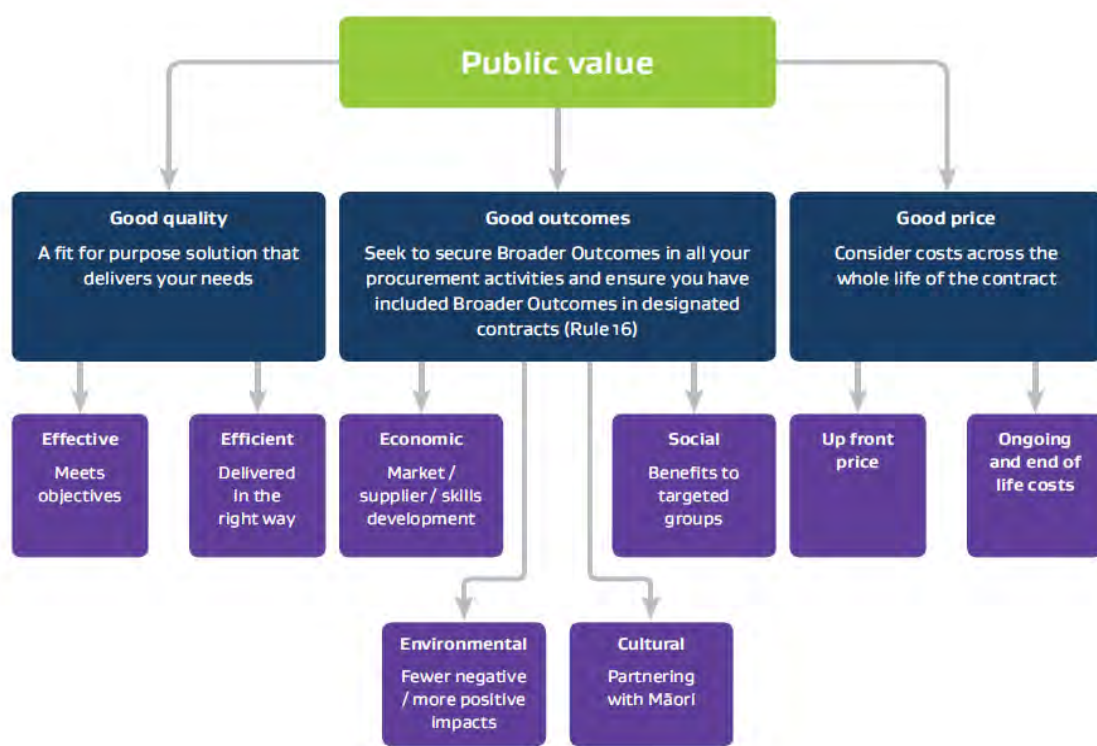 Public value
Good quality
A fit for purpose solution that
delivers your needs
Good outcomes
Seek to secure Broader Outcomes in all your
procurement activities and ensure you have
included Broader Outcomes in designated
contracts (Rule 16)
Good price
Consider costs across the
whole life of the contract
Effective
Meets
objectives
Efficient
Delivered
in the
right way
Economic
Market /
supplier / skills
development
Social
Benefits to
targeted
groups
Up front
price
Ongoing
and end of
life costs
Environmental
Fewer negative
/ more positive
impacts
Cultural
Partnering
with Māori